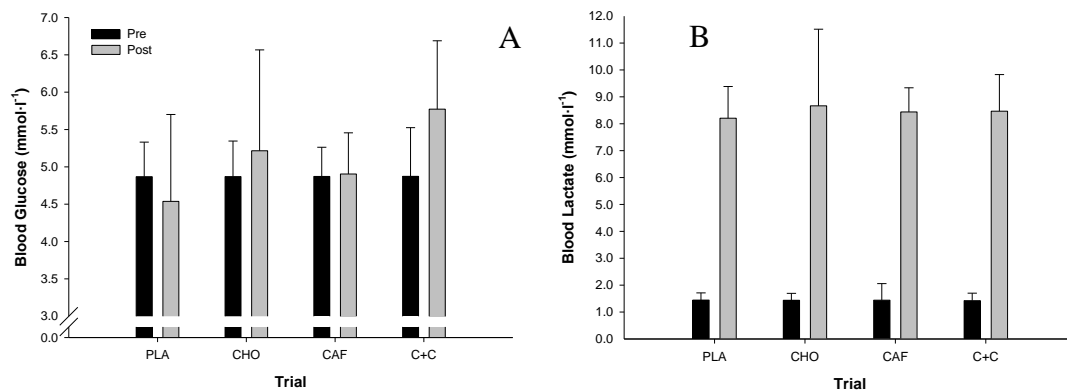 A
Pre
Post
Blood Glucose (mmol·l⁻¹)
7.0
6.5
6.0
5.5
5.0
4.5
4.0
3.5
3.0
0.0
PLA CHO CAF C+C
Trial
B
Blood Lactate (mmol·l⁻¹)
12.0
11.0
10.0
9.0
8.0
7.0
6.0
5.0
4.0
3.0
2.0
1.0
0.0
PLA CHO CAF C+C
Trial